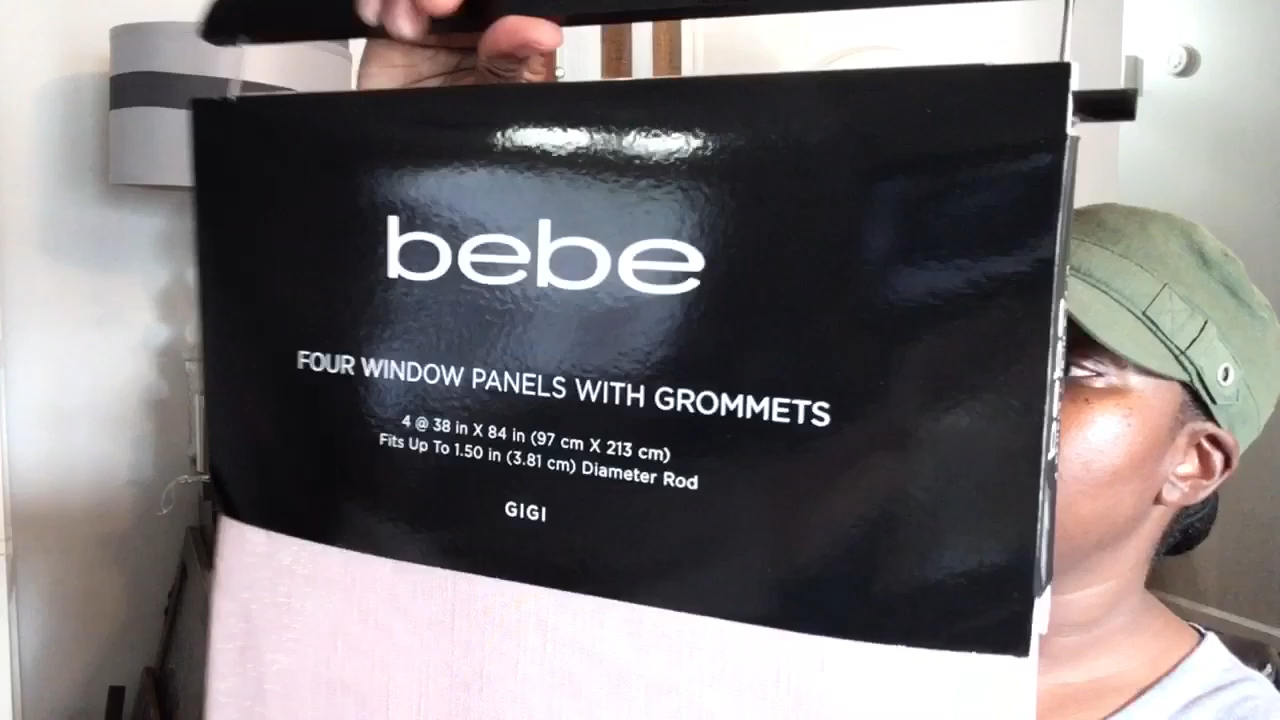 bebe
FOUR WINDOW PANELS WITH GROMMETS
4 @ 38 in X 84 in (97 cm X 213 cm)
Fits Up To 1.50 in (3.81 cm) Diameter Rod
GIGI